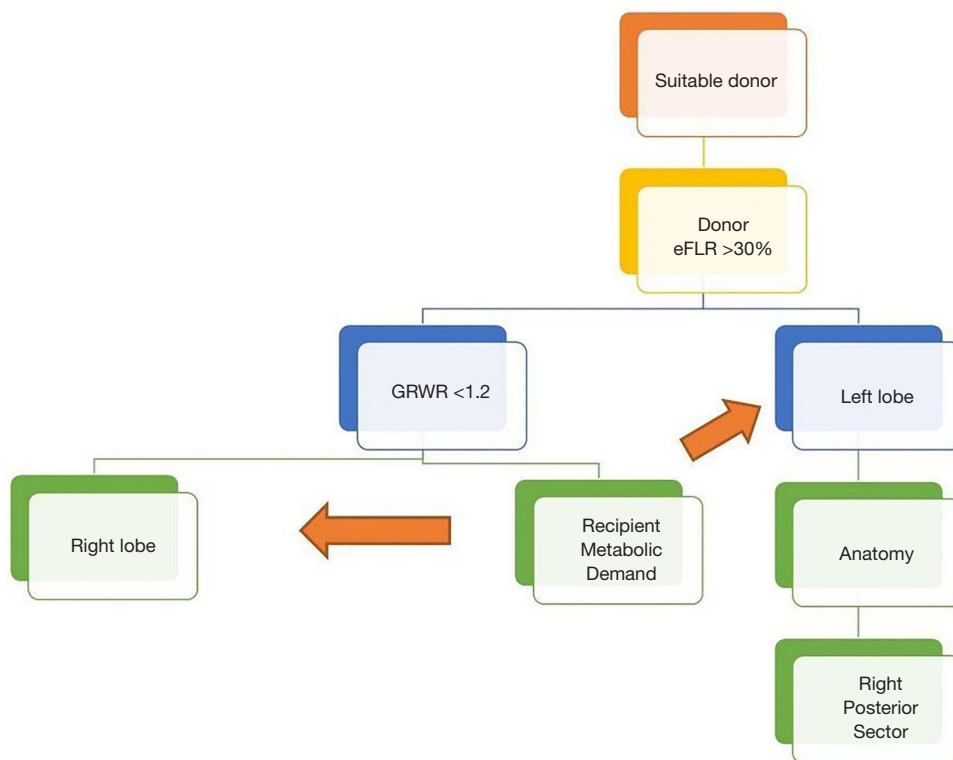 Suitable donor
Donor
eFLR >30%
GRWR <1.2
Left lobe
Right lobe
Recipient
Metabolic
Demand
Anatomy
Right
Posterior
Sector